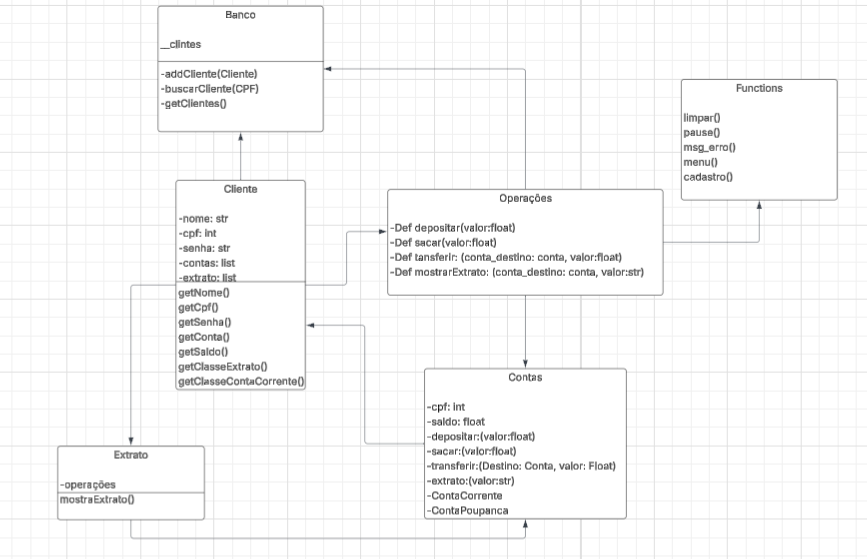 Banco
__clintes
-addCliente(Cliente)
-buscarCliente(CPF)
-getClientes()
Functions
limpar()
pause()
msg_erro()
menu()
cadastro()
Cliente
-nome: str
-cpf: int
-senha: str
-contas: list
-extrato: list
getNome()
getCpf()
getSenha()
getConta()
getSaldo()
getClasseExtrato()
getClasseContaCorrente()
Operações
-Def depositar(valor:float)
-Def sacar(valor:float)
-Def tansferir: (conta_destino: conta, valor:float)
-Def mostrarExtrato: (conta_destino: conta, valor:str)
Contas
-cpf: int
-saldo: float
-depositar:(valor:float)
-sacar:(valor:float)
-transferir:(Destino: Conta, valor: Float)
-extrato:(valor:str)
-ContaCorrente
-ContaPoupanca
Extrato
-operações
mostraExtrato()